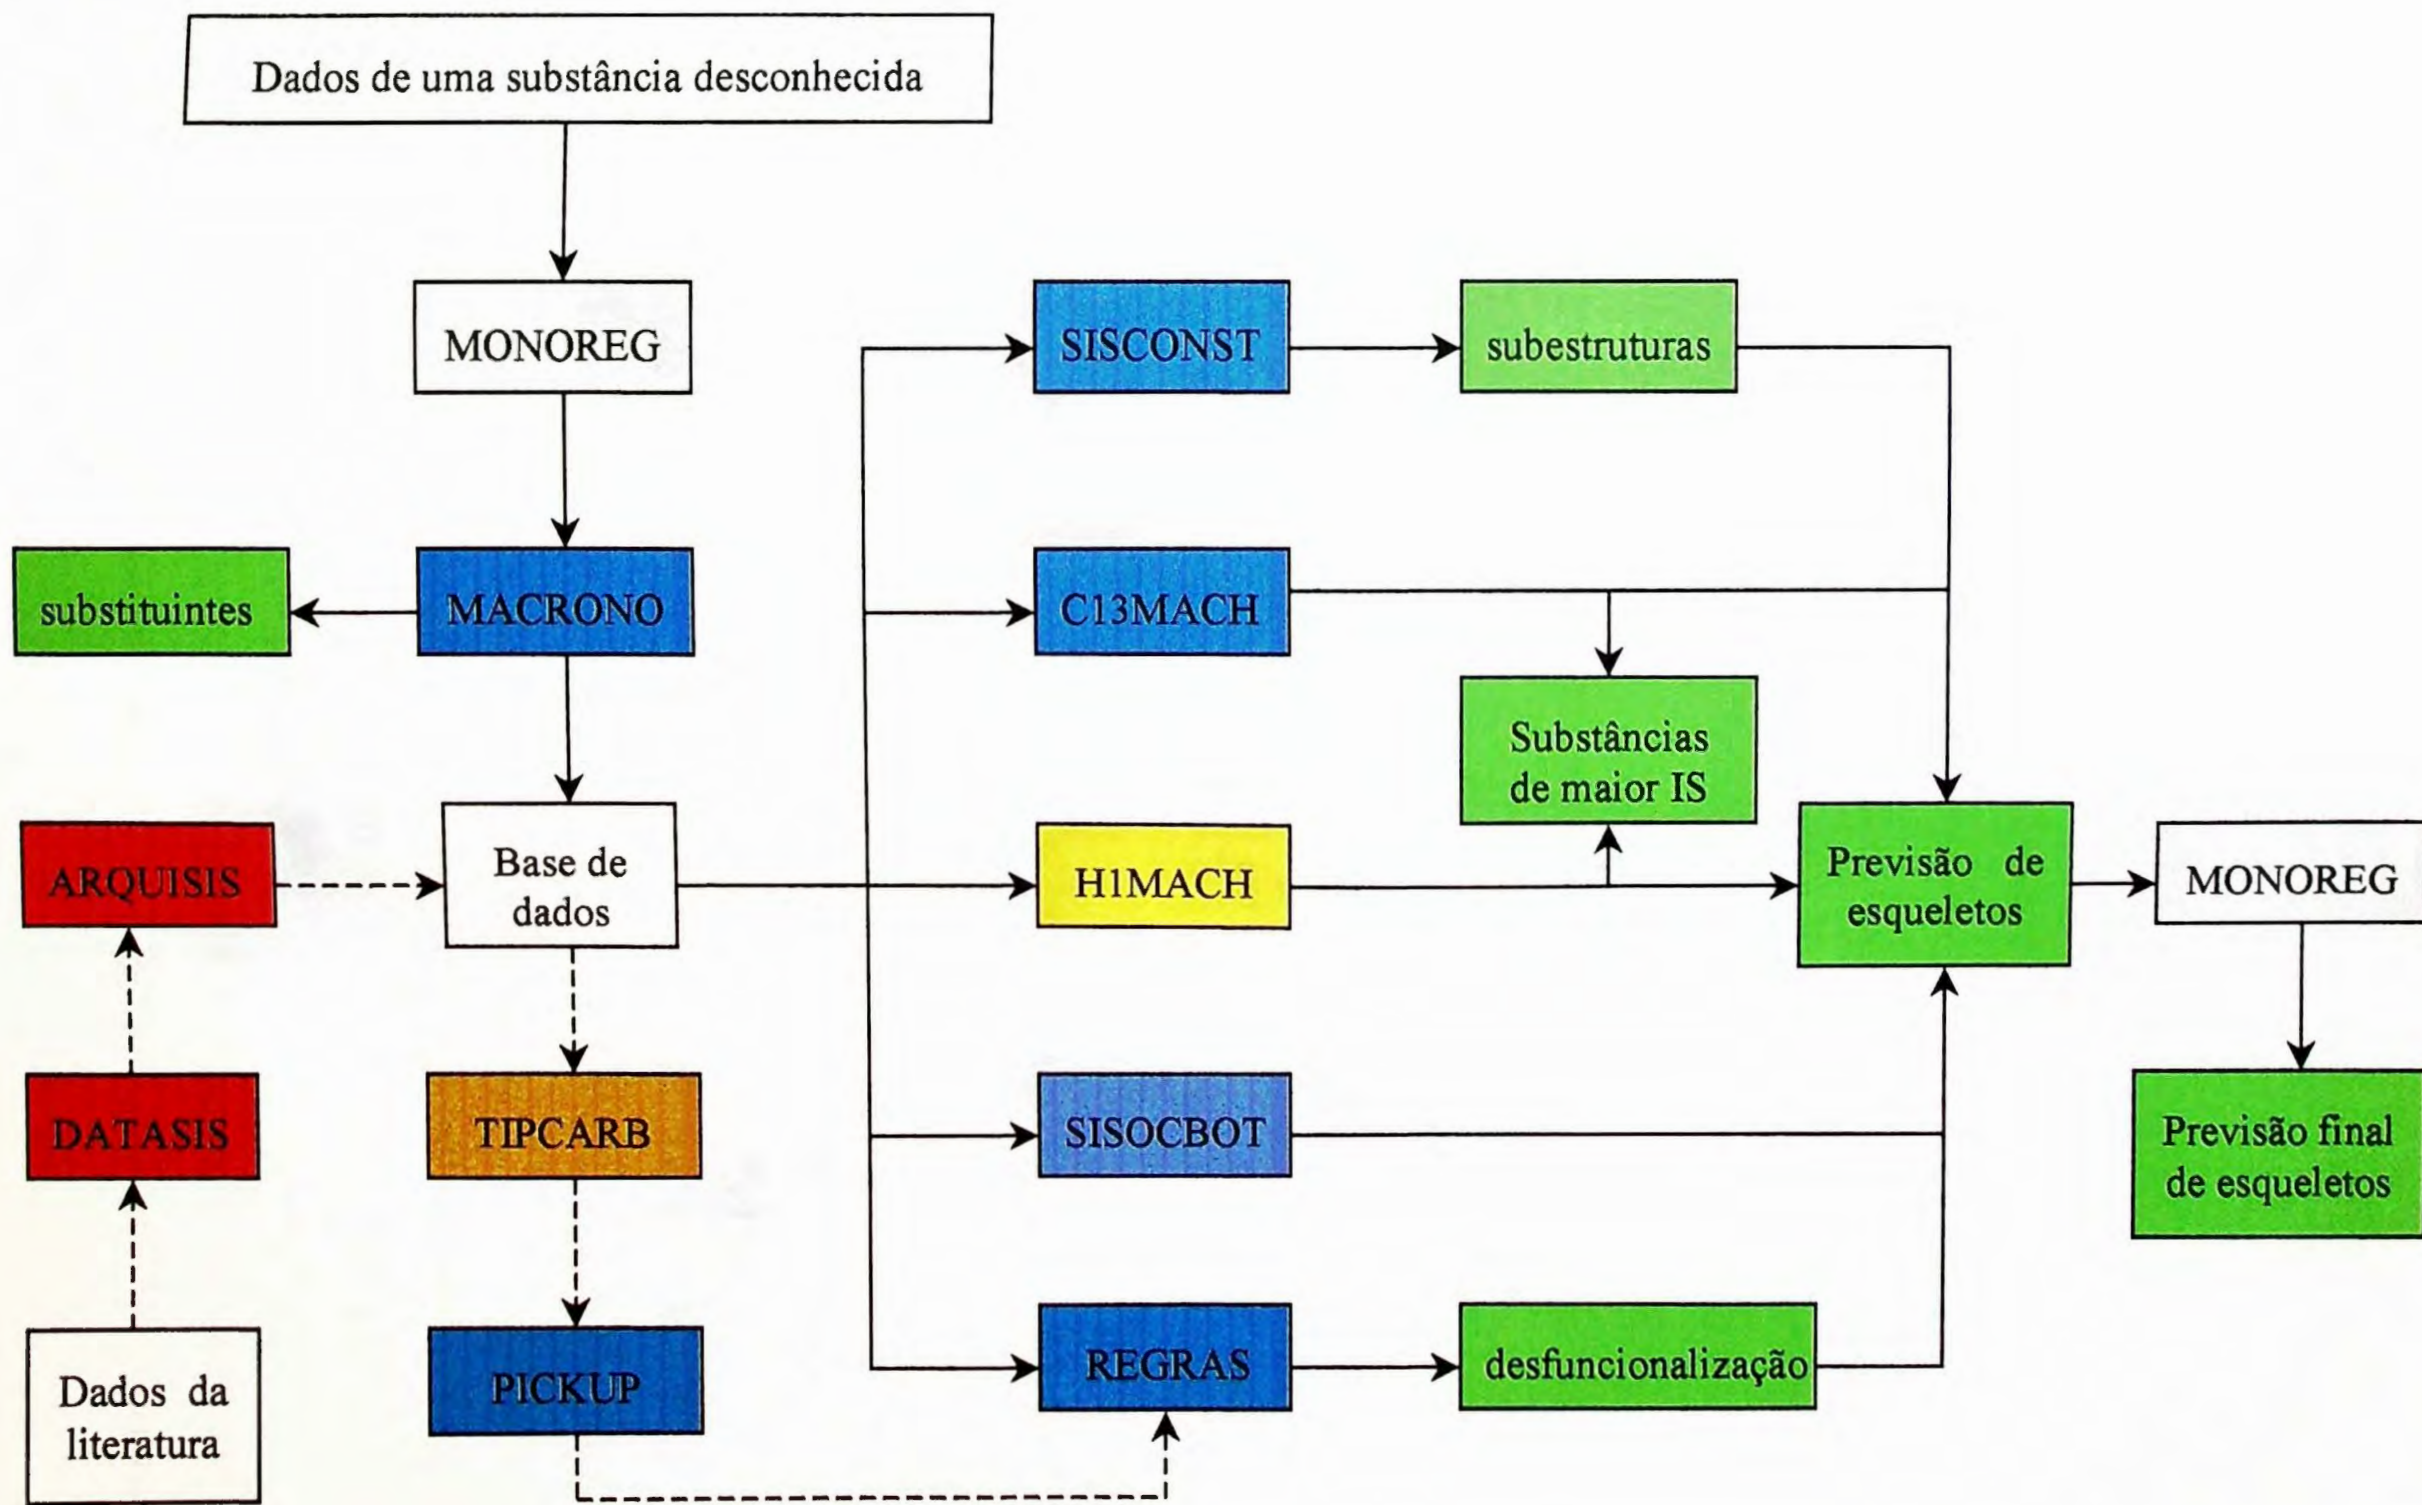 Dados de uma substância desconhecida
MONOREG
SISCONST
subestruturas
substituintes
MACRONO
C13MACH
Substâncias
de maior IS
ARQUISIS
Base de
dados
H1MACH
Previsão de
esqueletos
MONOREG
DATASIS
TIPCARB
SISOCBOT
Previsão final
de esqueletos
Dados da
literatura
PICKUP
REGRAS
desfuncionalização